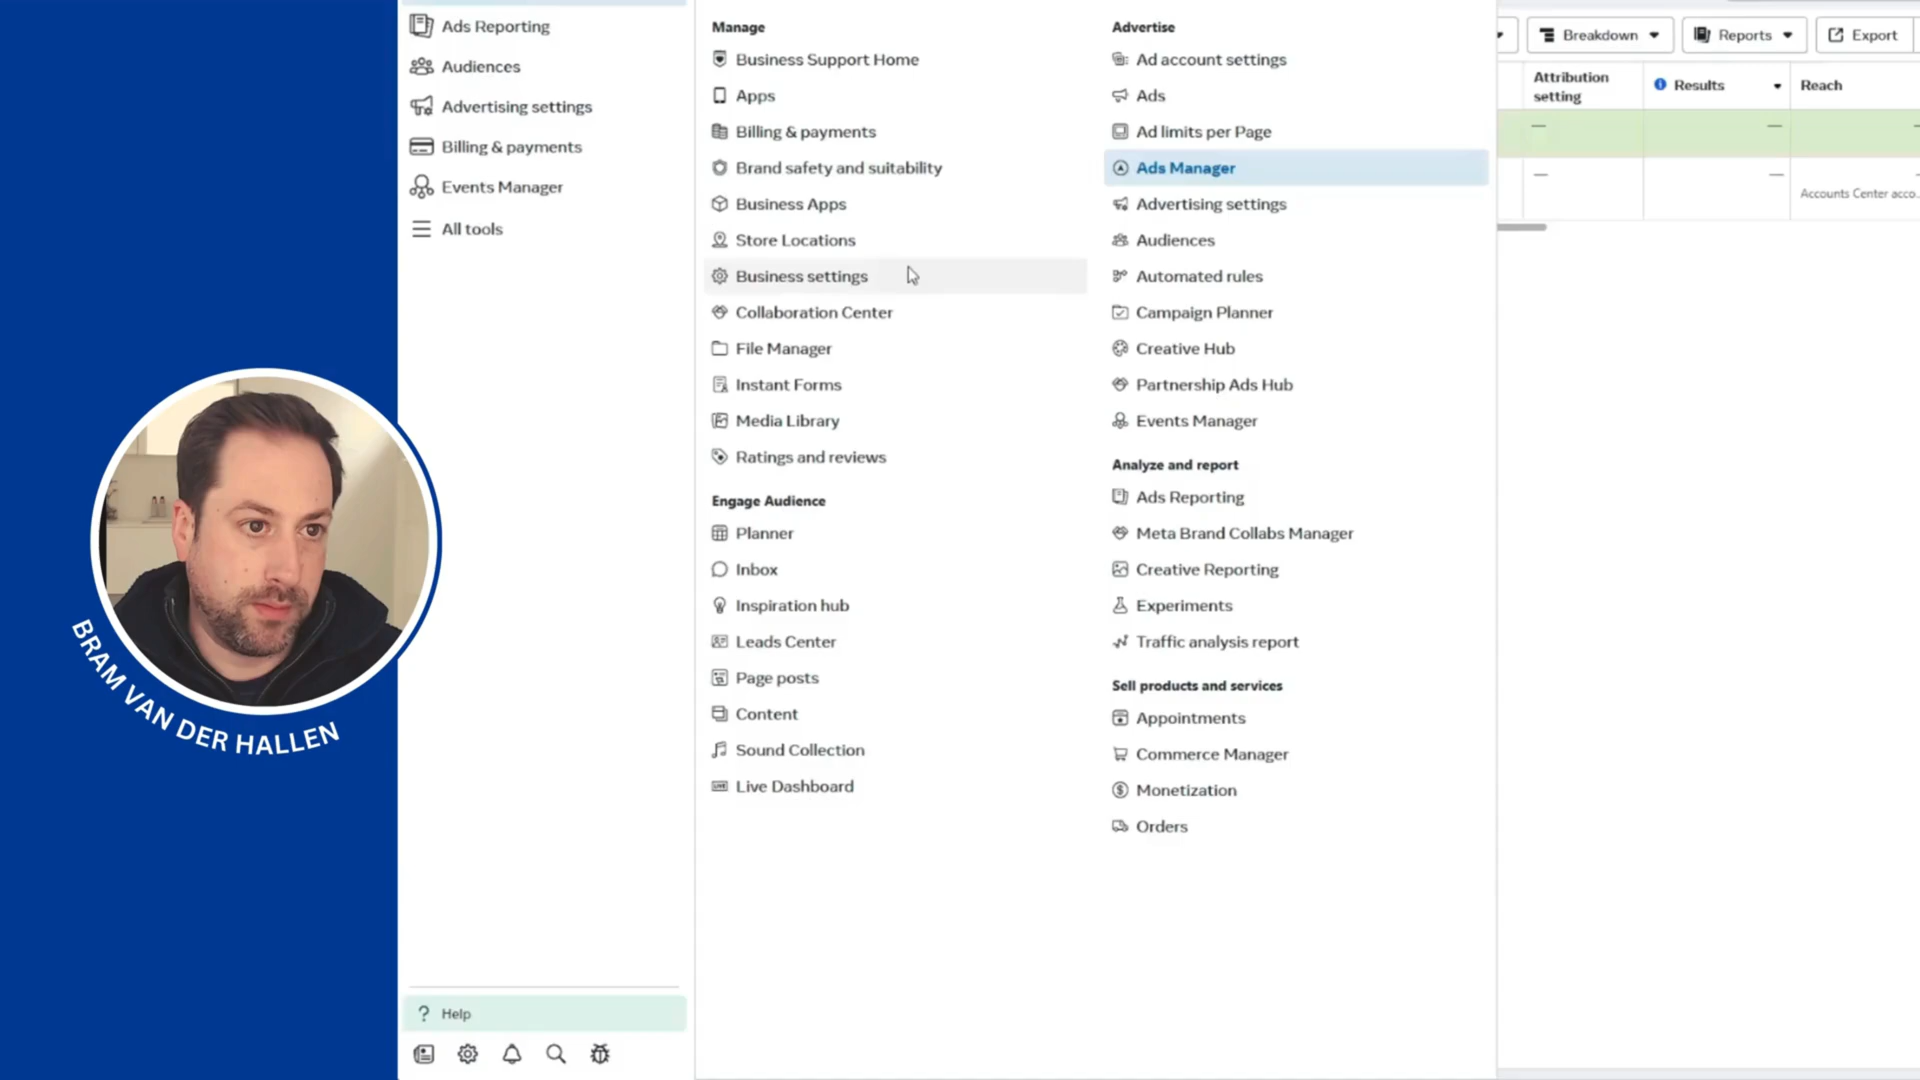 Ads Reporting
Audiences
Advertising settings
Billing & payments
Events Manager
All tools
Help
Manage
Business Support Home
Apps
Billing & payments
Brand safety and suitability
Business Apps
Store Locations
Business settings
Collaboration Center
File Manager
Instant Forms
Media Library
Ratings and reviews
Engage Audience
Planner
Inbox
Inspiration hub
Leads Center
Page posts
Content
Sound Collection
Live Dashboard
Advertise
Ad account settings
Ads
Ad limits per Page
Ads Manager
Advertising settings
Audiences
Automated rules
Campaign Planner
Creative Hub
Partnership Ads Hub
Events Manager
Analyze and report
Ads Reporting
Meta Brand Collabs Manager
Creative Reporting
Experiments
Traffic analysis report
Sell products and services
Appointments
Commerce Manager
Monetization
Orders
Breakdown
Reports
Export
Attribution
setting
Results
Reach
—
—
—
—
Accounts Center acco...
BRAM VAN DER HALLEN